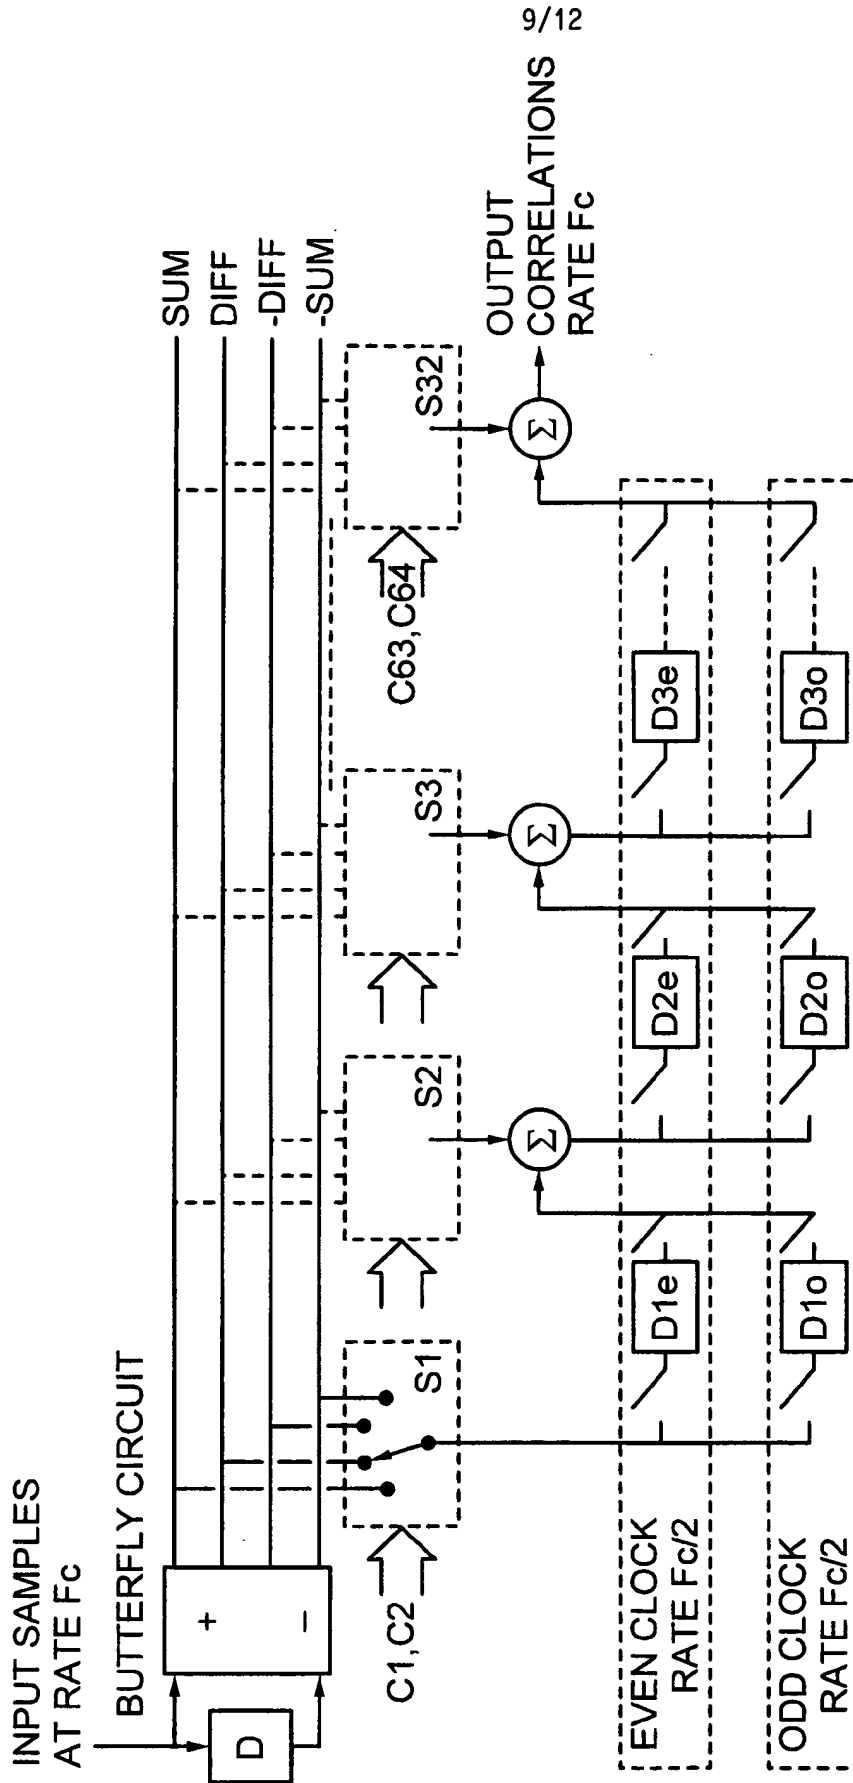 9/12
INPUT SAMPLES
AT RATE Fc
D
BUTTERFLY CIRCUIT
+
−
SUM
DIFF
-DIFF
-SUM
C1,C2
S1
S2
S3
C63,C64
S32
Σ
Σ
Σ
OUTPUT
CORRELATIONS
RATE Fc
EVEN CLOCK
RATE Fc/2
D1e
D2e
D3e
ODD CLOCK
RATE Fc/2
D1o
D2o
D3o